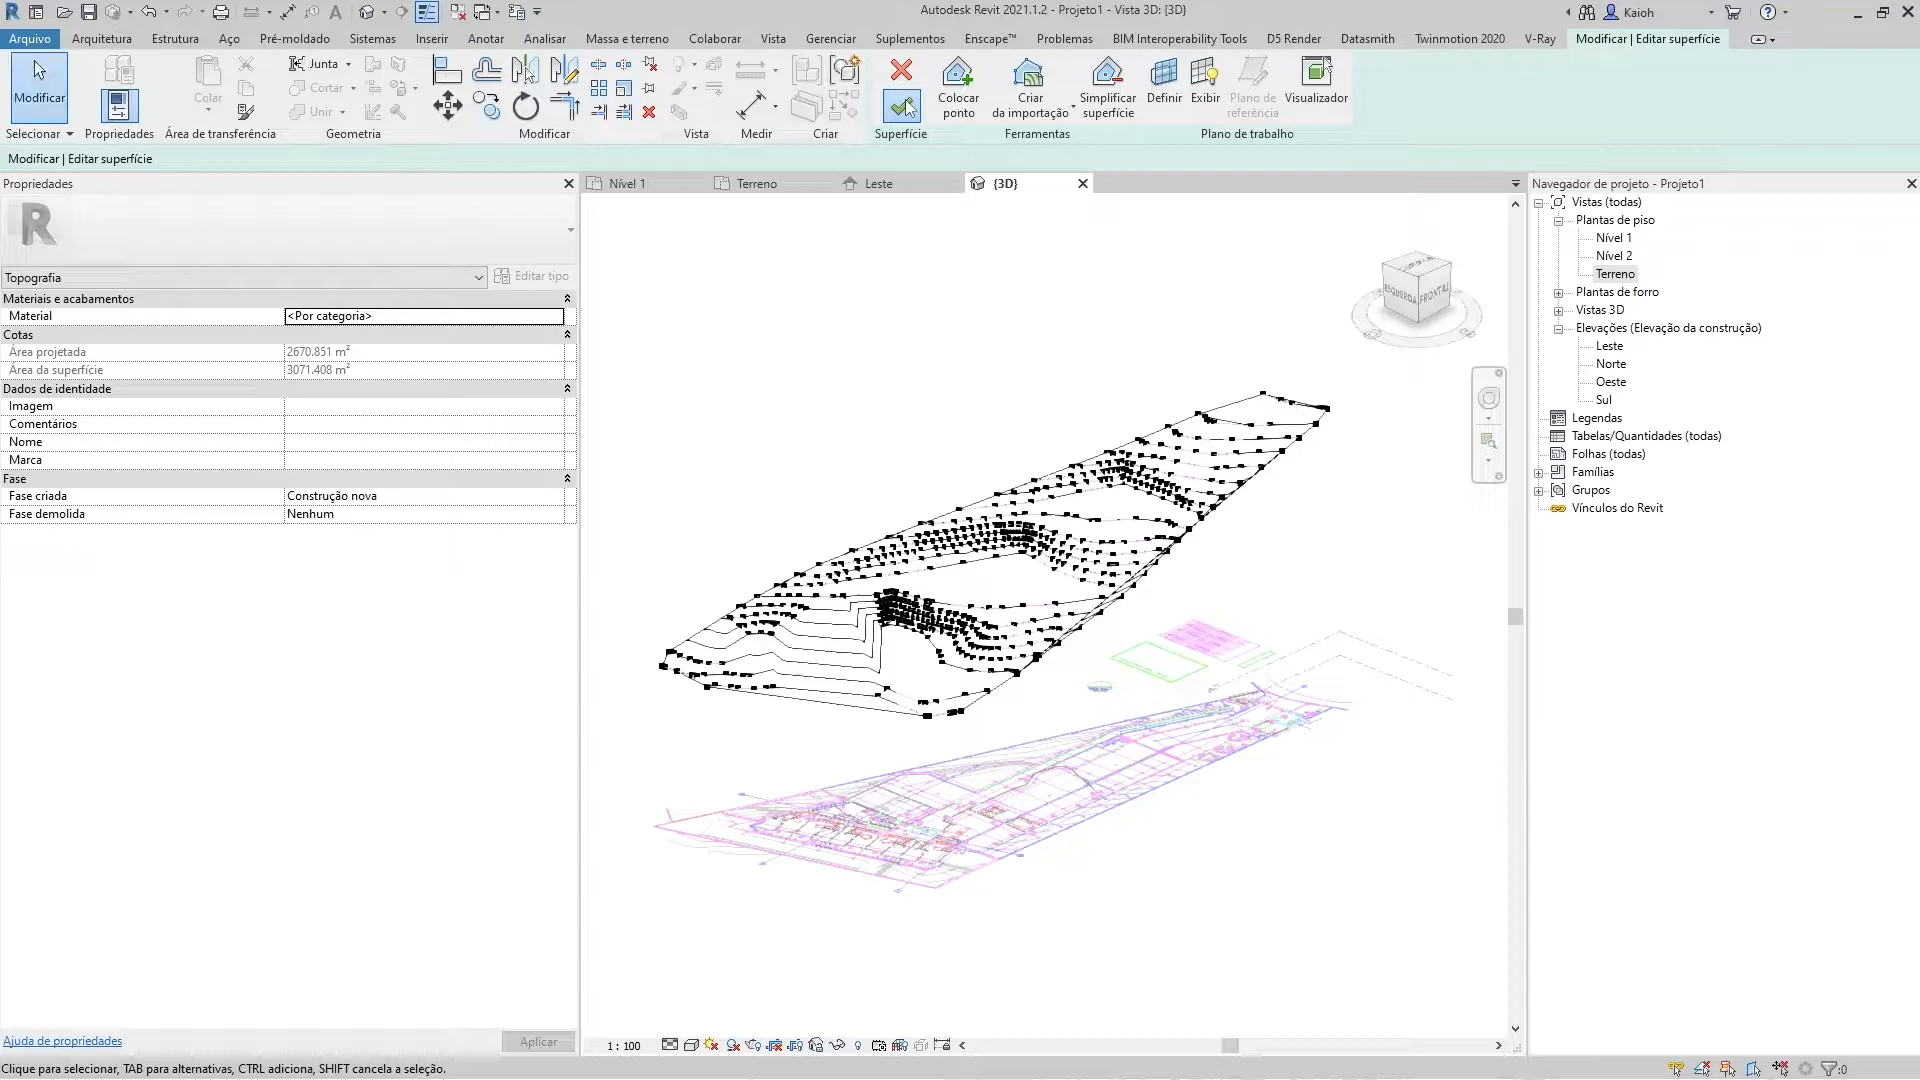 Autodesk Revit 2021.1.2 - Projeto1 - Vista 3D: {3D}
Kaioh
Arquivo Arquitetura Estrutura Aço Pré-moldado Sistemas Inserir Anotar Analisar Massa e terreno Colaborar Vista Gerenciar Suplementos Enscape™ Problemas BIM Interoperability Tools D5 Render Datasmith Twinmotion 2020 V-Ray Modificar | Editar superfície
Modificar
Colar
Junta
Cortar
Unir
Colocar ponto
Criar da importação
Simplificar superfície
Definir
Exibir
Plano de referência
Visualizador
Selecionar Propriedades Área de transferência Geometria Modificar Vista Medir Criar Superfície Ferramentas Plano de trabalho
Modificar | Editar superfície
Propriedades
R
Topografia
Editar tipo
Materiais e acabamentos
Material <Por categoria>
Cotas
Área projetada 2670.851 m²
Área da superfície 3071.408 m²
Dados de identidade
Imagem
Comentários
Nome
Marca
Fase
Fase criada Construção nova
Fase demolida Nenhum
Ajuda de propriedades
Aplicar
Nível 1 Terreno Leste {3D}
ESQUERDA FRONTAL
1 : 100
Navegador de projeto - Projeto1
Vistas (todas)
Plantas de piso
Nível 1
Nível 2
Terreno
Plantas de forro
Vistas 3D
Elevações (Elevação da construção)
Leste
Norte
Oeste
Sul
Legendas
Tabelas/Quantidades (todas)
Folhas (todas)
Famílias
Grupos
Vínculos do Revit
Clique para selecionar, TAB para alternativas, CTRL adiciona, SHIFT cancela a seleção.
:0